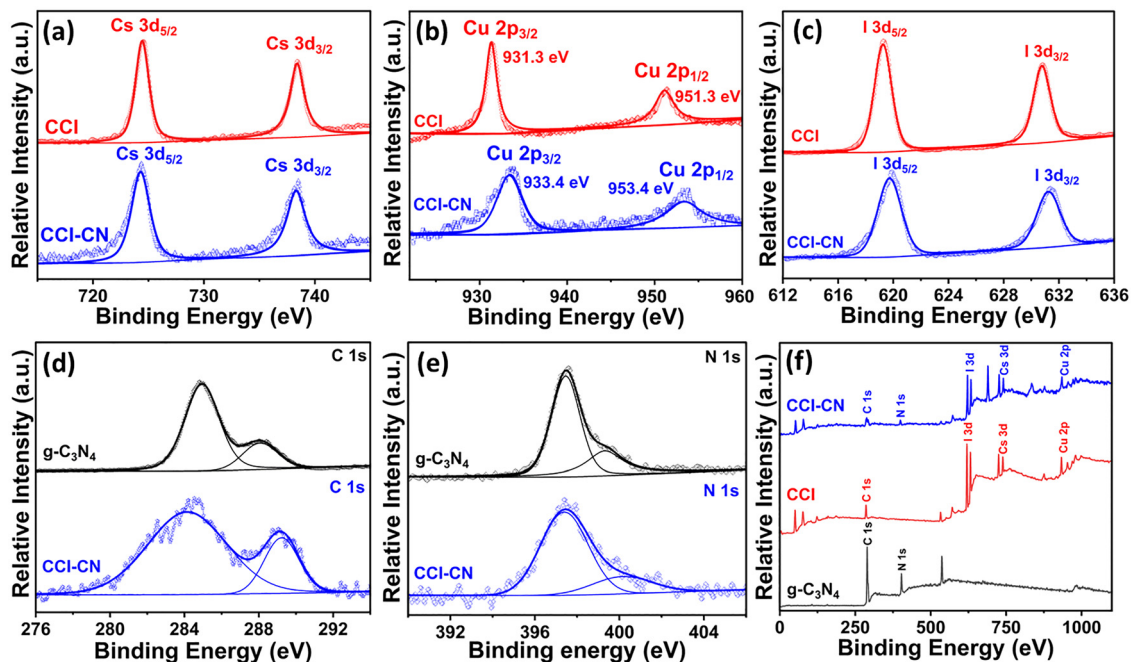 (a)
Cs 3d5/2
Cs 3d3/2
CCI
Cs 3d5/2
Cs 3d3/2
CCI-CN
720 730 740
Binding Energy (eV)
Relative Intensity (a.u.)
(b)
Cu 2p3/2
931.3 eV
Cu 2p1/2
951.3 eV
CCI
Cu 2p3/2
933.4 eV
Cu 2p1/2
953.4 eV
CCI-CN
930 940 950 960
Binding Energy (eV)
Relative Intensity (a.u.)
(c)
I 3d5/2
I 3d3/2
CCI
I 3d5/2
I 3d3/2
CCI-CN
612 616 620 624 628 632 636
Binding Energy (eV)
Relative Intensity (a.u.)
(d)
C 1s
g-C3N4
C 1s
CCI-CN
276 280 284 288 292
Binding Energy (eV)
Relative Intensity (a.u.)
(e)
N 1s
g-C3N4
N 1s
CCI-CN
392 396 400 404
Binding energy (eV)
Relative Intensity (a.u.)
(f)
CCI-CN
C 1s
N 1s
I 3d
Cs 3d
Cu 2p
CCI
C 1s
I 3d
Cs 3d
Cu 2p
g-C3N4
C 1s
N 1s
0 250 500 750 1000
Binding energy (eV)
Relative Intensity (a.u.)